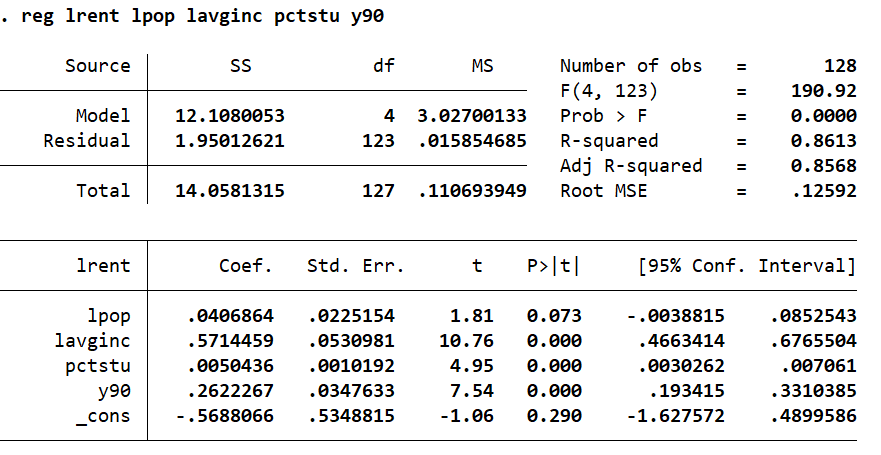 . reg lrent lpop lavginc pctstu y90
Source SS df MS Number of obs = 128
F(4, 123) = 190.92
Model 12.1080053 4 3.02700133 Prob > F = 0.0000
Residual 1.95012621 123 .015854685 R-squared = 0.8613
Adj R-squared = 0.8568
Total 14.0581315 127 .110693949 Root MSE = .12592
lrent Coef. Std. Err. t P>|t| [95% Conf. Interval]
lpop .0406864 .0225154 1.81 0.073 -.0038815 .0852543
lavginc .5714459 .0530981 10.76 0.000 .4663414 .6765504
pctstu .0050436 .0010192 4.95 0.000 .0030262 .007061
y90 .2622267 .0347633 7.54 0.000 .193415 .3310385
_cons -.5688066 .5348815 -1.06 0.290 -1.627572 .4899586